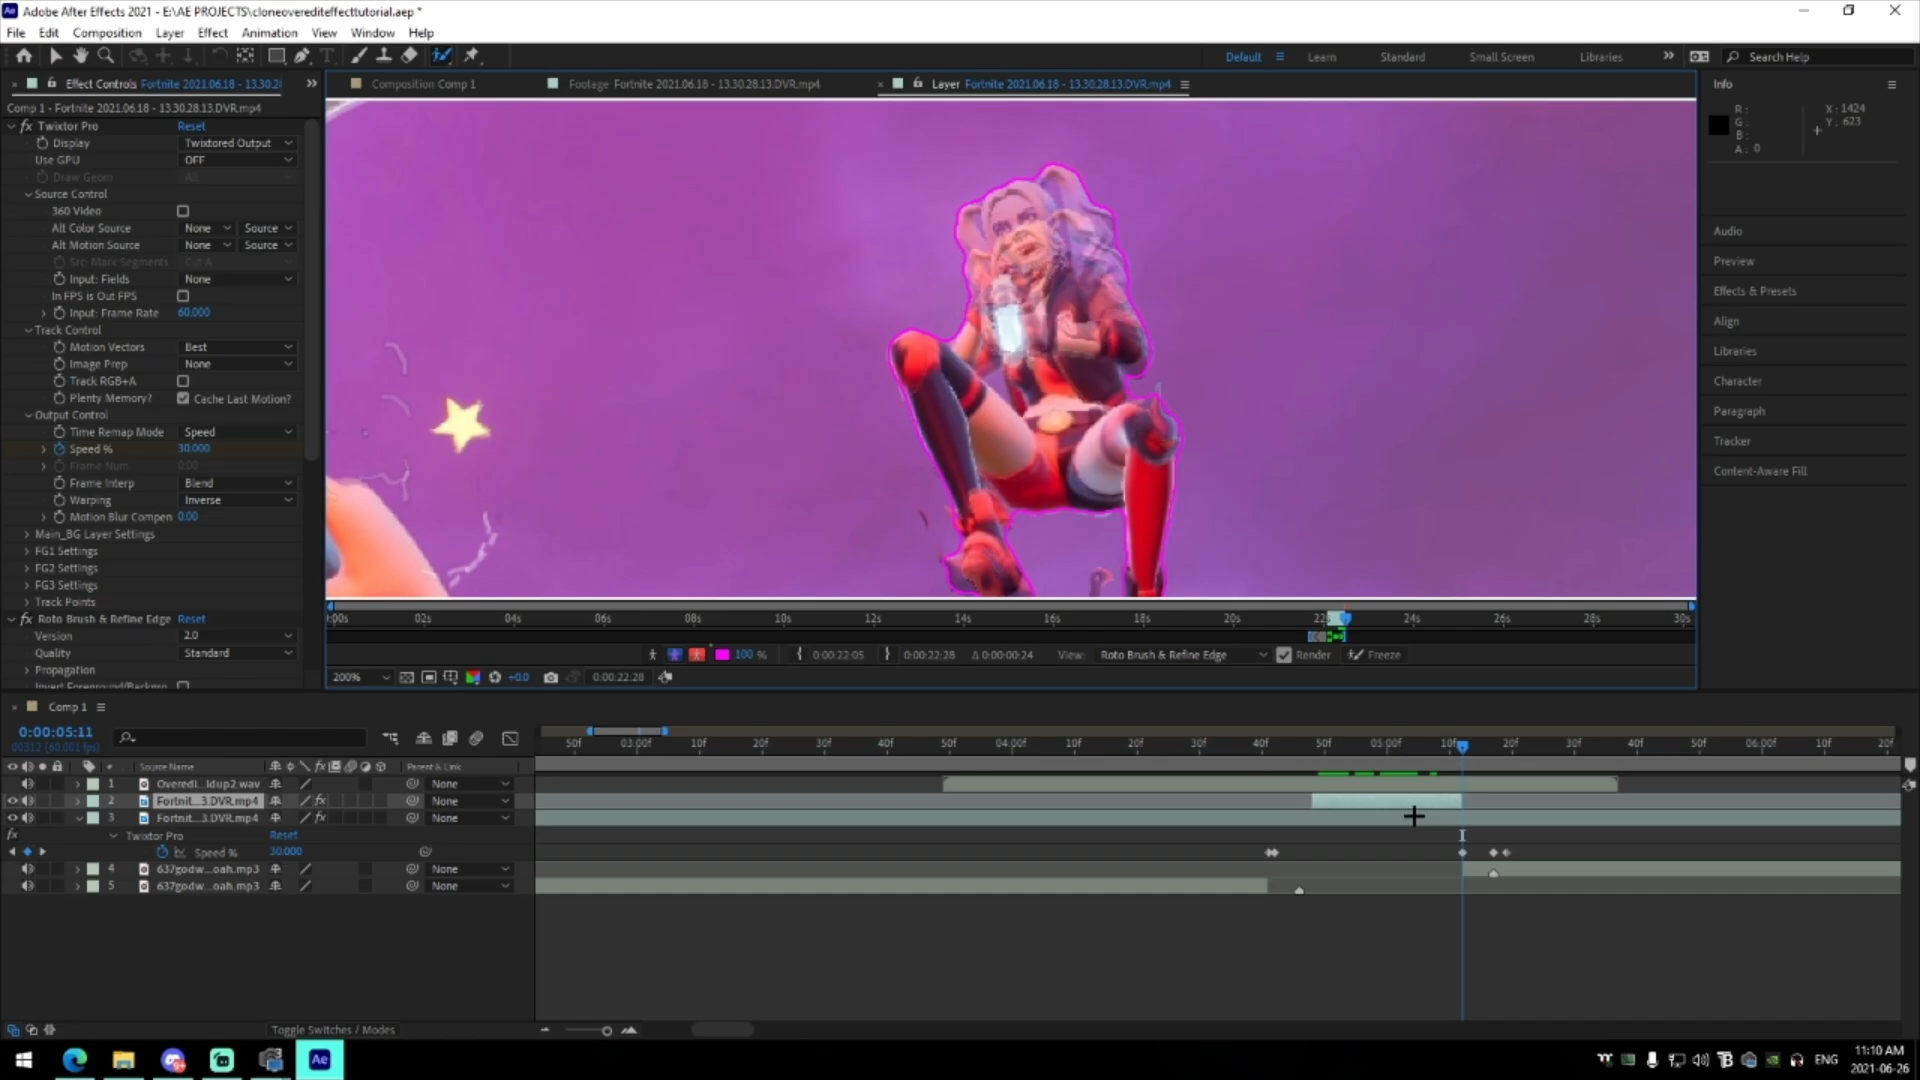 Adobe After Effects 2021 - E:\AE PROJECTS\cloneoverediteffecttutorial.aep *
File Edit Composition Layer Effect Animation View Window Help
Default Learn Standard Small Screen Libraries Search Help
Effect Controls Fortnite 2021.06.18 - 13.30.28
Composition Comp 1
Footage Fortnite 2021.06.18 - 13.30.28.13.DVR.mp4
Layer Fortnite 2021.06.18 - 13.30.28.13.DVR.mp4
Info
Comp 1 - Fortnite 2021.06.18 - 13.30.28.13.DVR.mp4
R: X: 1424
G: Y: 623
B:
A: 0
fx Twixtor Pro Reset
Display Twixtored Output
Use GPU OFF
Draw Geom All
Source Control
360 Video
Alt Color Source None Source
Alt Motion Source None Source
Src: Mark Segments Cut A
Input: Fields None
In FPS is Out FPS
Input: Frame Rate 60.000
Track Control
Motion Vectors Best
Image Prep None
Track RGB+A
Plenty Memory? Cache Last Motion?
Output Control
Time Remap Mode Speed
Speed % 30.000
Frame Num 0.00
Frame Interp Blend
Warping Inverse
Motion Blur Compen 0.00
Main_BG Layer Settings
FG1 Settings
FG2 Settings
FG3 Settings
Track Points
fx Roto Brush & Refine Edge Reset
Version 2.0
Quality Standard
Propagation
Invert Foreground/Backgro
Audio
Preview
Effects & Presets
Align
Libraries
Character
Paragraph
Tracker
Content-Aware Fill
:00s 02s 04s 06s 08s 10s 12s 14s 16s 18s 20s 22s 24s 26s 28s 30s
100 % 0:00:22:05 0:00:22:28 Δ 0:00:00:24 View: Roto Brush & Refine Edge Render Freeze
200% +0.0 0:00:22:28
Comp 1
0:00:05:11
00312 (60.001 fps)
50f 03:00f 10f 20f 30f 40f 50f 04:00f 10f 20f 30f 40f 50f 05:00f 10f 20f 30f 40f 50f 06:00f 10f 20f
# Source Name fx Parent & Link
1 Overedi...ldup2.wav None
2 Fortnit...3.DVR.mp4 fx None
3 Fortnit...3.DVR.mp4 fx None
fx Twixtor Pro Reset
Speed % 30.000
4 637godw...oah.mp3 None
5 637godw...oah.mp3 None
Toggle Switches / Modes
Ae
ENG
11:10 AM
2021-06-26